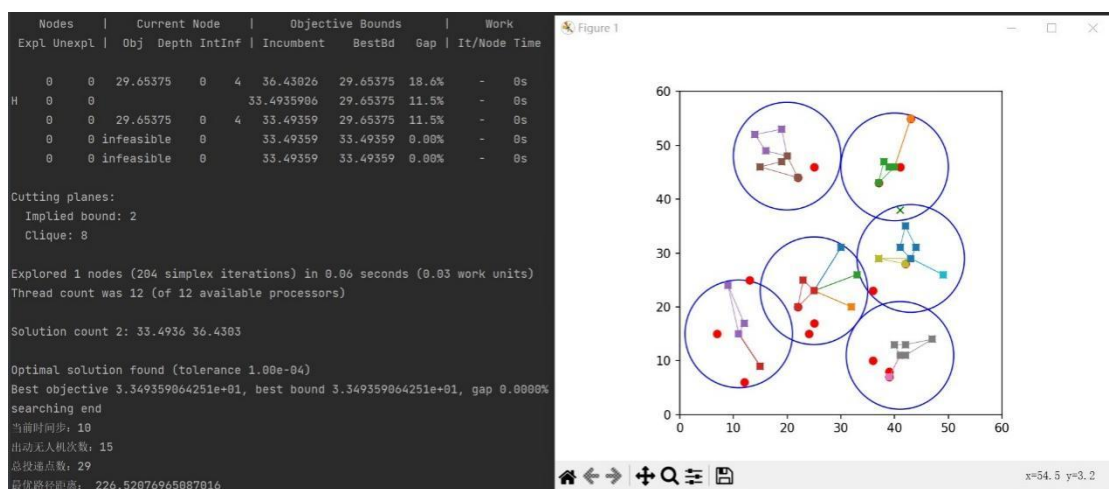 Nodes | Current Node | Objective Bounds | Work
Expl Unexpl | Obj Depth IntInf | Incumbent BestBd Gap | It/Node Time
0 0 29.65375 0 4 36.43026 29.65375 18.6% - 0s
H 0 0 33.4935906 29.65375 11.5% - 0s
0 0 29.65375 0 4 33.49359 29.65375 11.5% - 0s
0 0 infeasible 0 33.49359 33.49359 0.00% - 0s
0 0 infeasible 0 33.49359 33.49359 0.00% - 0s
Cutting planes:
Implied bound: 2
Clique: 8
Explored 1 nodes (204 simplex iterations) in 0.06 seconds (0.03 work units)
Thread count was 12 (of 12 available processors)
Solution count 2: 33.4936 36.4303
Optimal solution found (tolerance 1.00e-04)
Best objective 3.349359064251e+01, best bound 3.349359064251e+01, gap 0.0000%
searching end
当前时间步：10
出动无人机次数：15
总投递点数：29
最优路径距离： 226.52076965087016
Figure 1
60
50
40
30
20
10
0
0 10 20 30 40 50 60
x=54.5 y=3.2